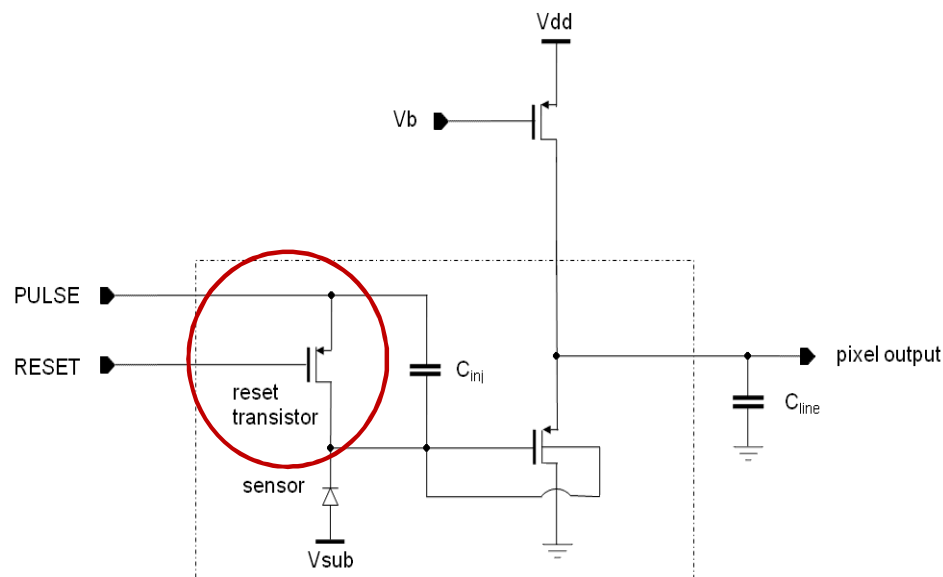 Vdd
Vb
PULSE
RESET
reset
transistor
Cinj
pixel output
Cline
sensor
Vsub